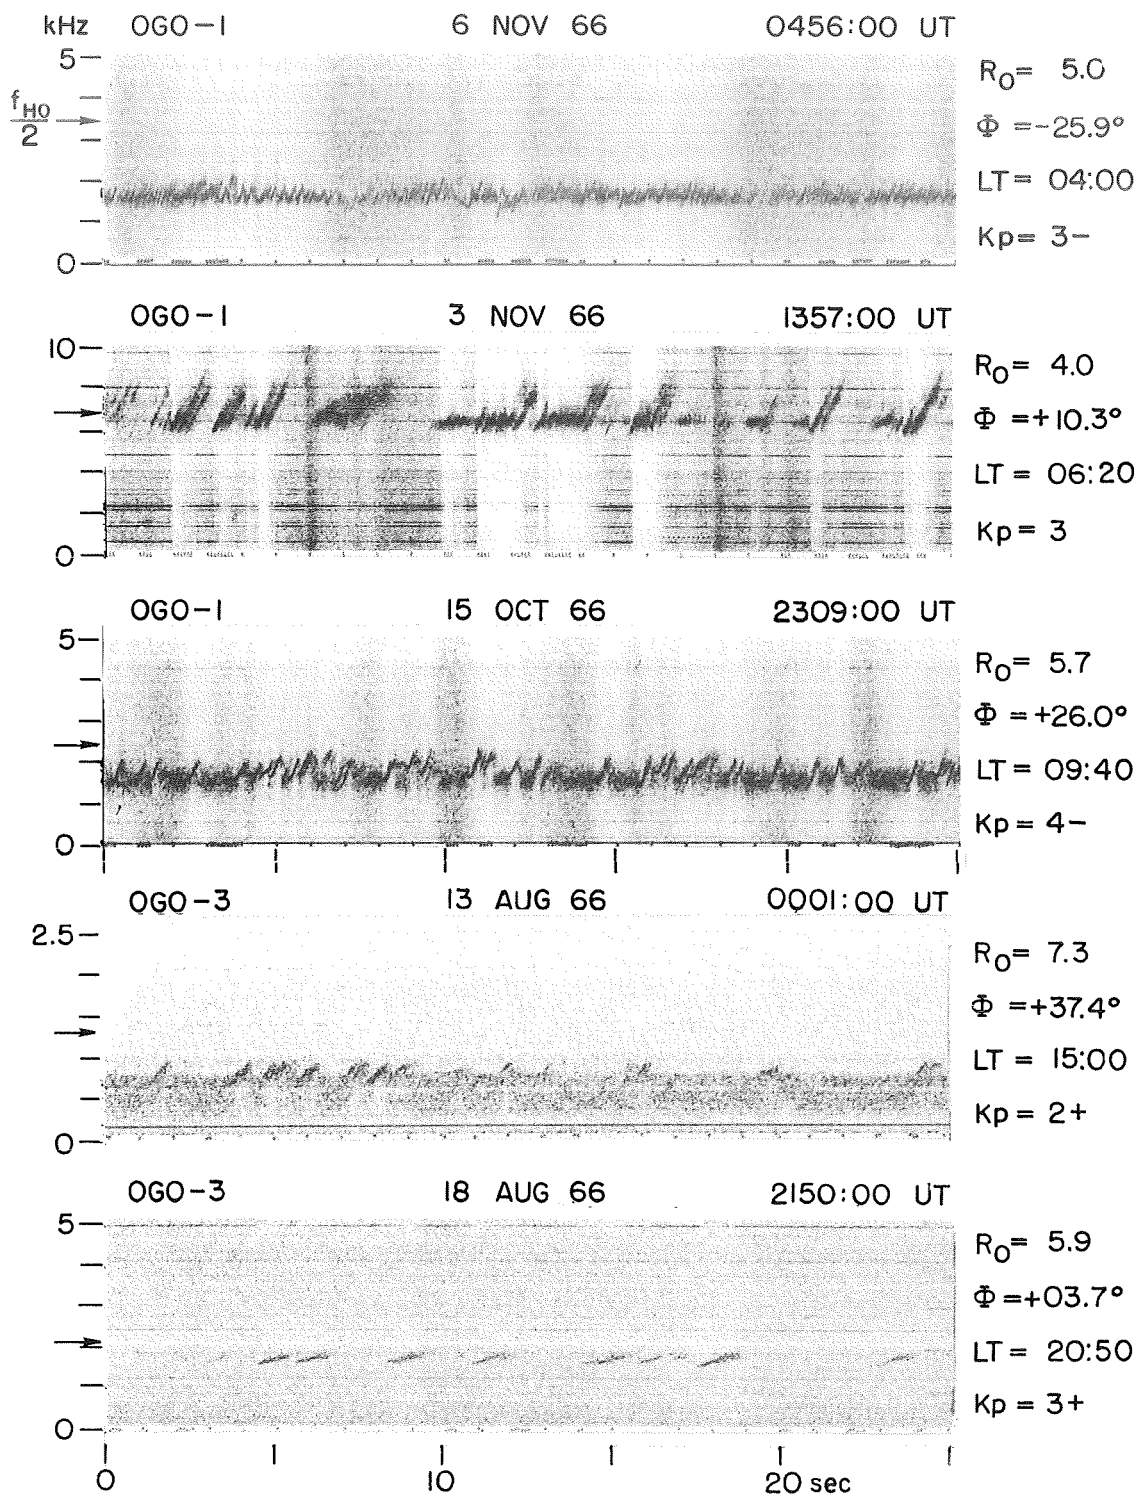 kHz OGO-1 6 NOV 66 0456:00 UT
5
f_H0/2
0
R_O = 5.0
Φ = -25.9°
LT = 04:00
Kp = 3-
OGO-1 3 NOV 66 1357:00 UT
10
0
R_O = 4.0
Φ = +10.3°
LT = 06:20
Kp = 3
OGO-1 15 OCT 66 2309:00 UT
5
0
R_O = 5.7
Φ = +26.0°
LT = 09:40
Kp = 4-
OGO-3 13 AUG 66 0001:00 UT
2.5
0
R_O = 7.3
Φ = +37.4°
LT = 15:00
Kp = 2+
OGO-3 18 AUG 66 2150:00 UT
5
0
R_O = 5.9
Φ = +03.7°
LT = 20:50
Kp = 3+
0 10 20 sec